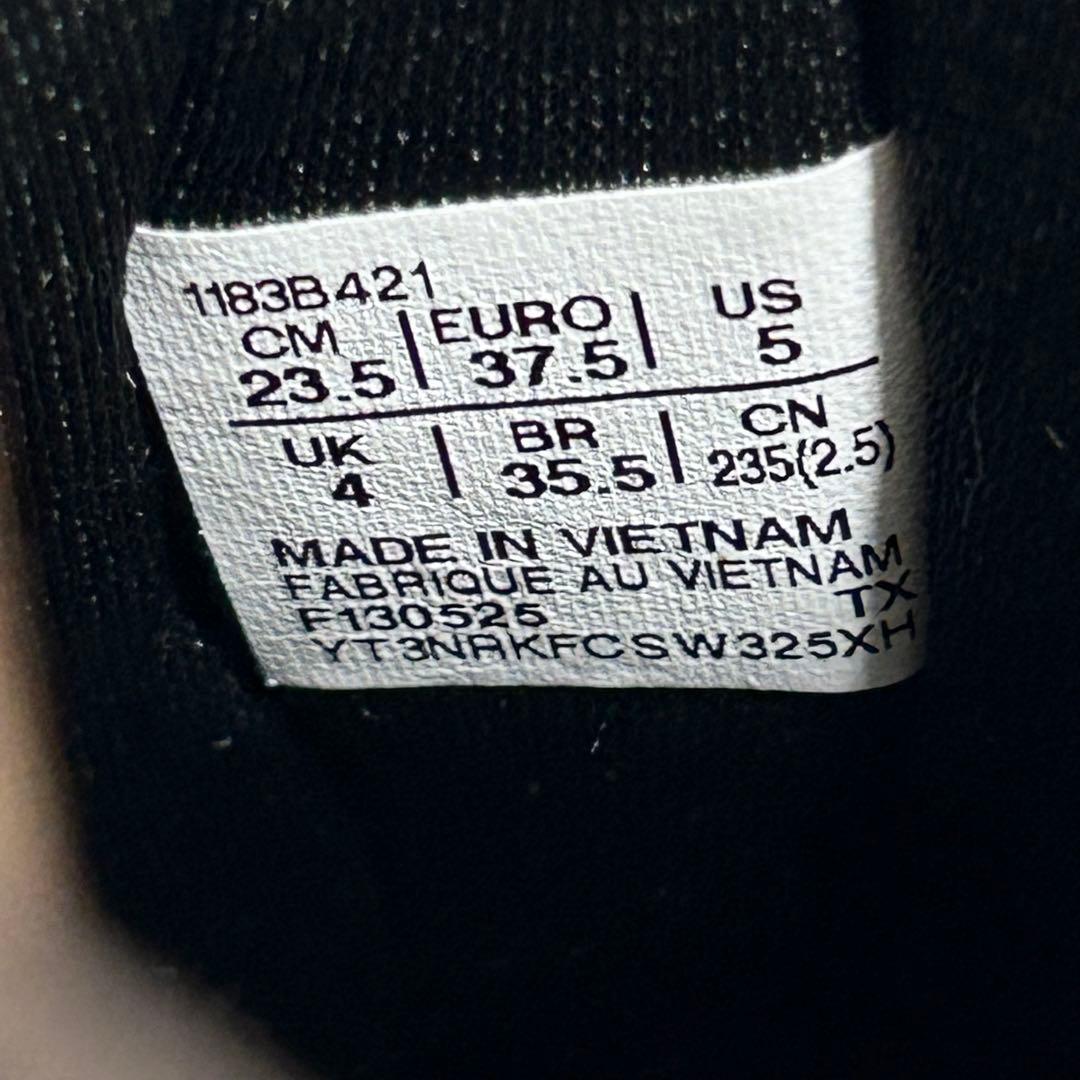 1183B421
CM | EURO | US
23.5 | 37.5 | 5
UK | BR | CN
4 | 35.5 | 235(2.5)
MADE IN VIETNAM
FABRIQUE AU VIETNAM
F130525 TX
YT3NRKFCSW325XH